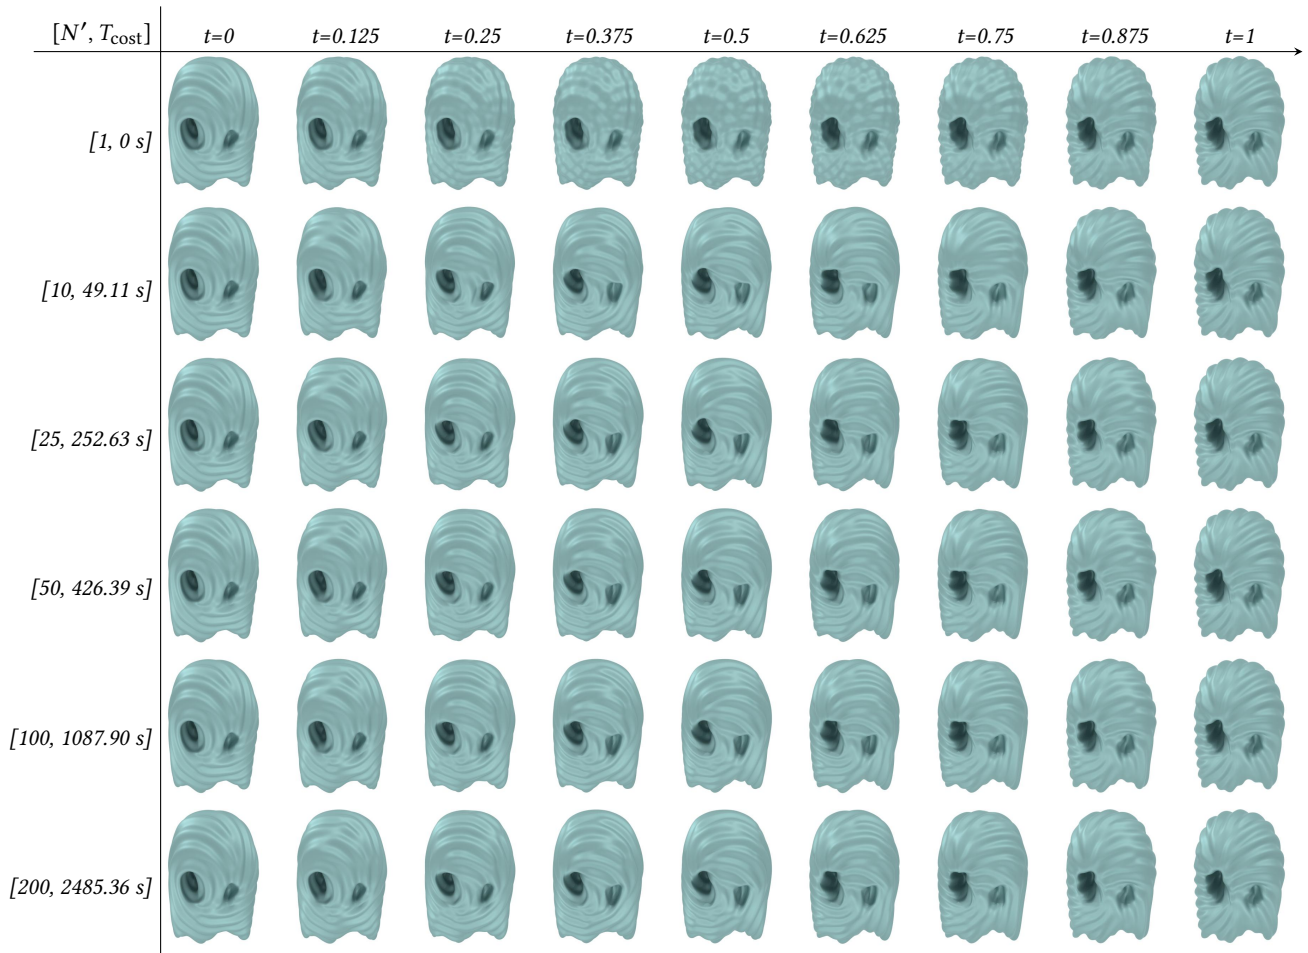 [N′, T_cost] t=0 t=0.125 t=0.25 t=0.375 t=0.5 t=0.625 t=0.75 t=0.875 t=1
[1, 0 s]
[10, 49.11 s]
[25, 252.63 s]
[50, 426.39 s]
[100, 1087.90 s]
[200, 2485.36 s]